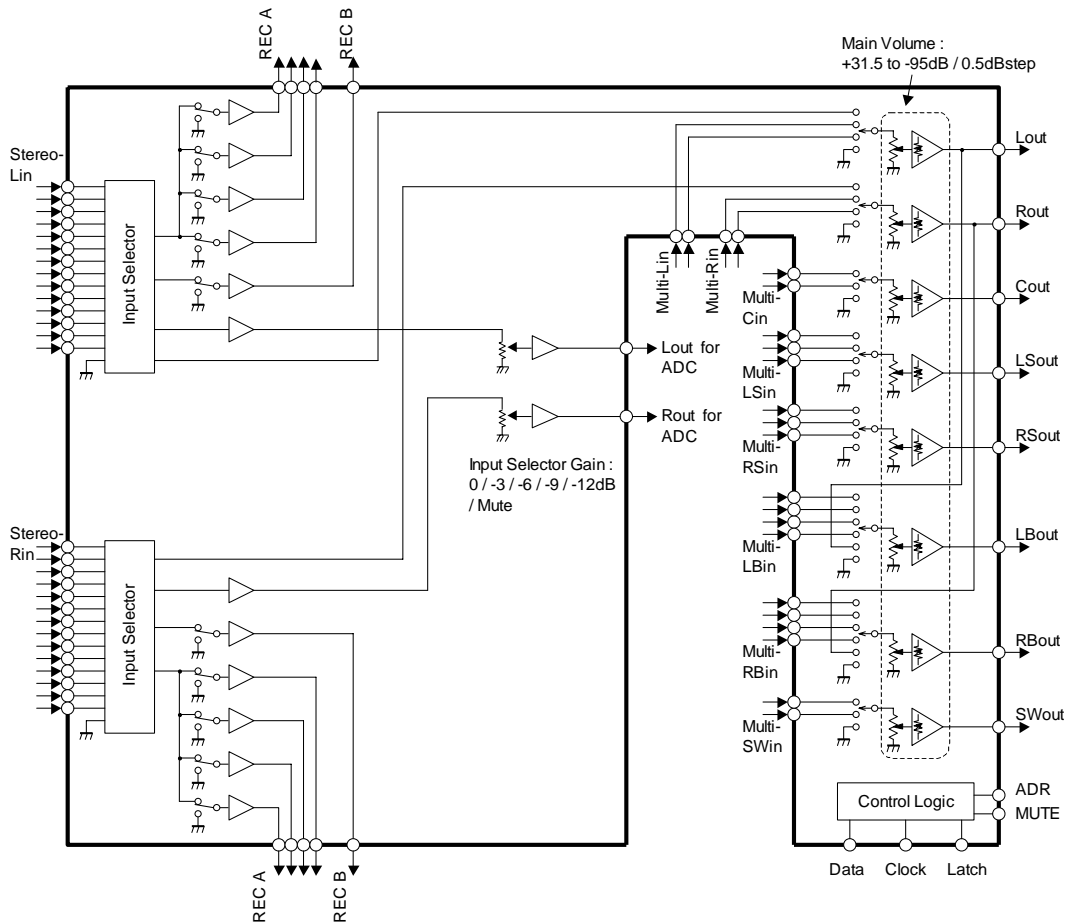 REC A
REC B
Main Volume :
+31.5 to -95dB / 0.5dBstep
Stereo-
Lin
Input Selector
Lout
Rout
Multi-Lin
Multi-Rin
Multi-
Cin
Cout
Lout for
ADC
Multi-
LSin
LSout
Rout for
ADC
Multi-
RSin
RSout
Input Selector Gain :
0 / -3 / -6 / -9 / -12dB
/ Mute
Stereo-
Rin
Input Selector
Multi-
LBin
LBout
Multi-
RBin
RBout
Multi-
SWin
SWout
Control Logic
ADR
MUTE
Data
Clock
Latch
REC A
REC B